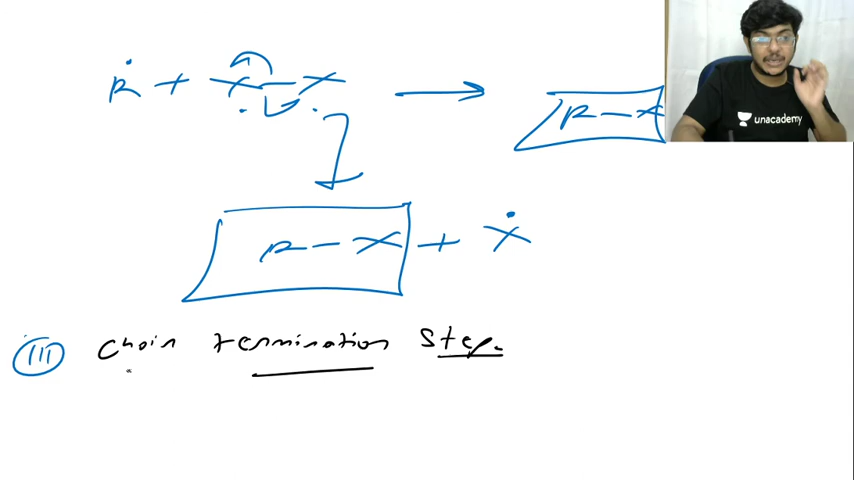 Ṙ + X – X → R – X
unacademy
R – X + Ẋ
(III) Chain termination Step.